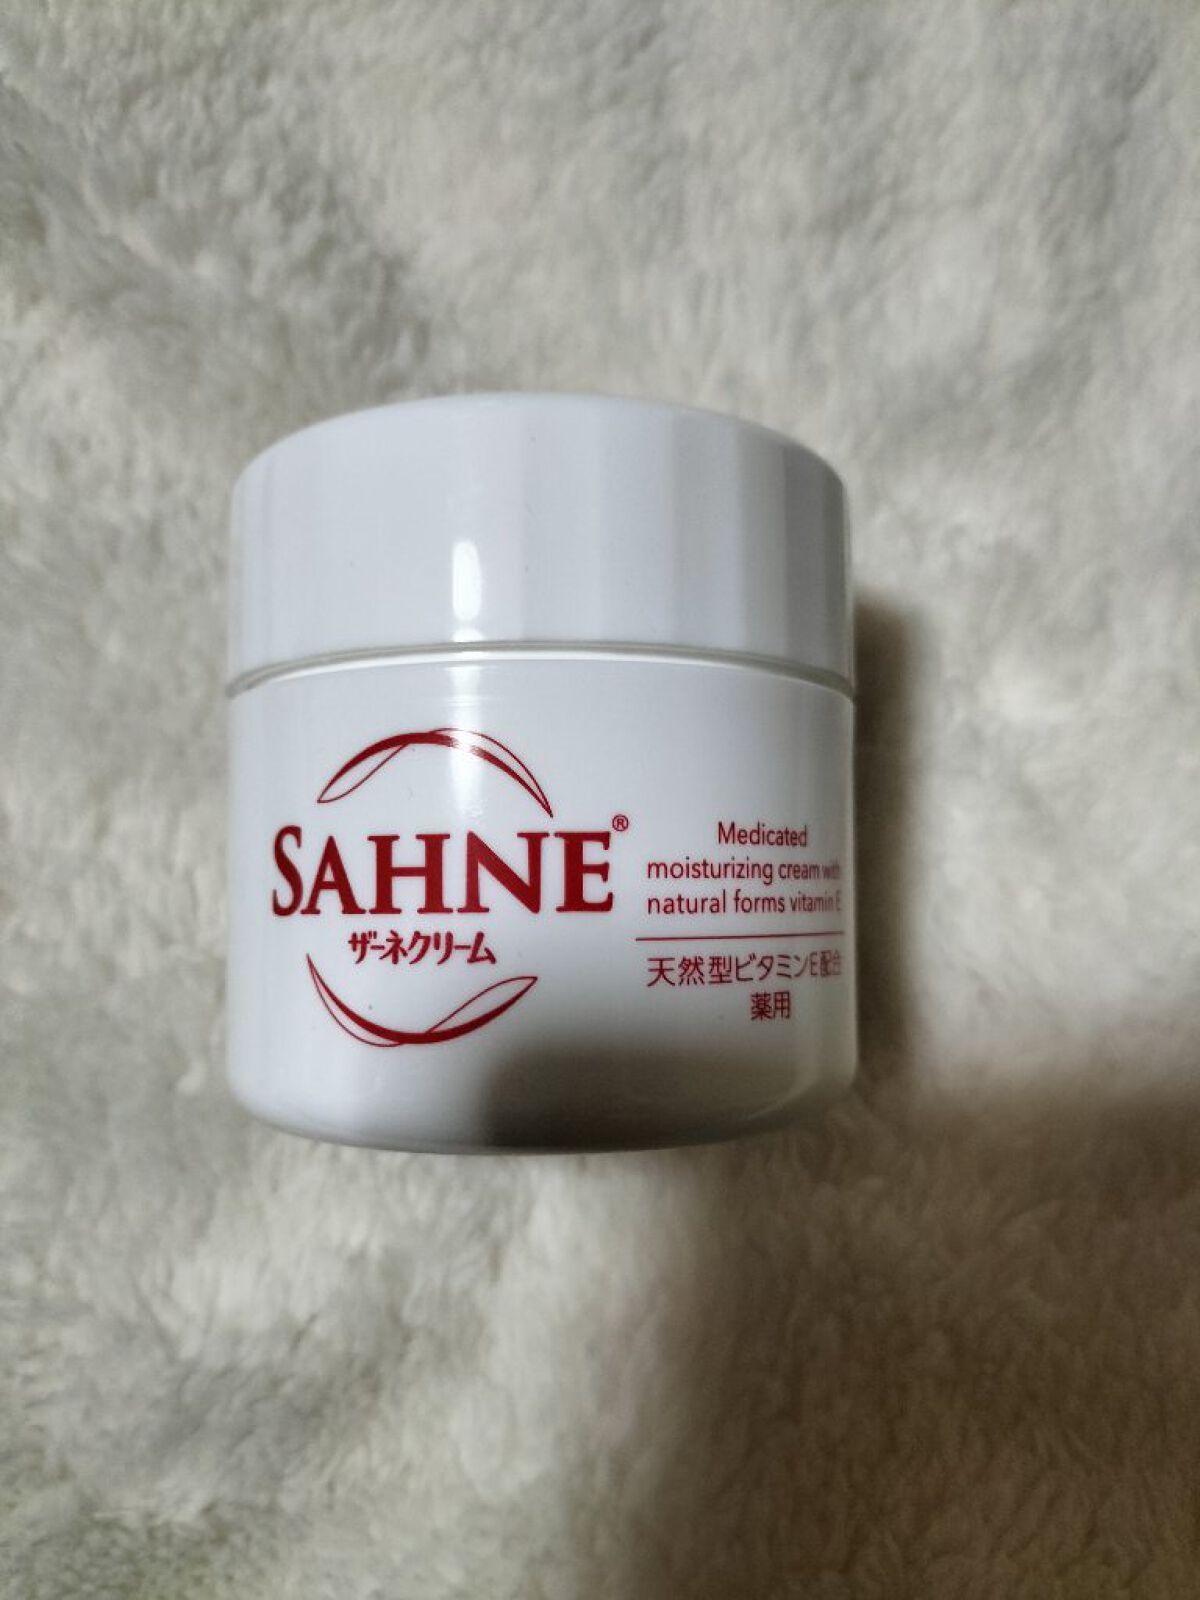 SAHNE®
ザーネクリーム
Medicated
moisturizing cream with
natural forms vitamin E
天然型ビタミンE配合
薬用